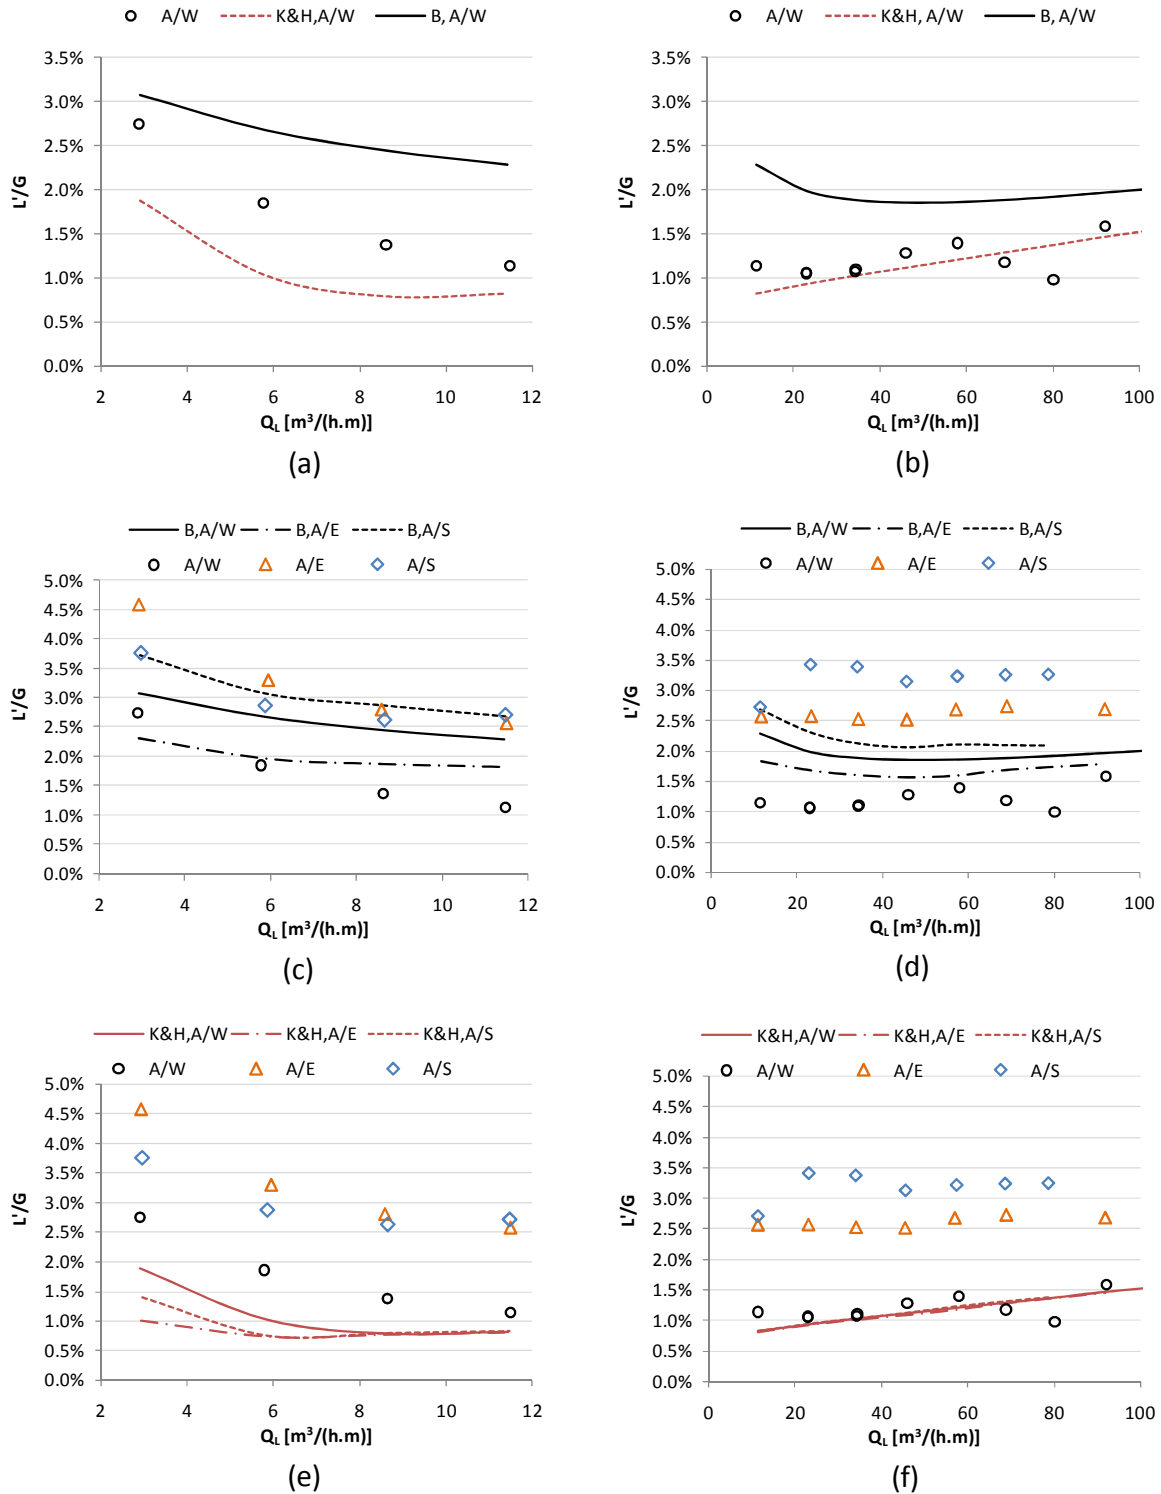 A/W K&H,A/W B, A/W
3.5%
3.0%
2.5%
2.0%
1.5%
1.0%
0.5%
0.0%
L'/G
2 4 6 8 10 12
Q_L [m³/(h.m)]
(a)
A/W K&H, A/W B, A/W
3.5%
3.0%
2.5%
2.0%
1.5%
1.0%
0.5%
0.0%
L'/G
0 20 40 60 80 100
Q_L [m³/(h.m)]
(b)
B,A/W B,A/E B,A/S
A/W A/E A/S
5.0%
4.5%
4.0%
3.5%
3.0%
2.5%
2.0%
1.5%
1.0%
0.5%
0.0%
L'/G
2 4 6 8 10 12
Q_L [m³/(h.m)]
(c)
B,A/W B,A/E B,A/S
A/W A/E A/S
5.0%
4.5%
4.0%
3.5%
3.0%
2.5%
2.0%
1.5%
1.0%
0.5%
0.0%
L'/G
0 20 40 60 80 100
Q_L [m³/(h.m)]
(d)
K&H,A/W K&H,A/E K&H,A/S
A/W A/E A/S
5.0%
4.5%
4.0%
3.5%
3.0%
2.5%
2.0%
1.5%
1.0%
0.5%
0.0%
L'/G
2 4 6 8 10 12
Q_L [m³/(h.m)]
(e)
K&H,A/W K&H,A/E K&H,A/S
A/W A/E A/S
5.0%
4.5%
4.0%
3.5%
3.0%
2.5%
2.0%
1.5%
1.0%
0.5%
0.0%
L'/G
0 20 40 60 80 100
Q_L [m³/(h.m)]
(f)